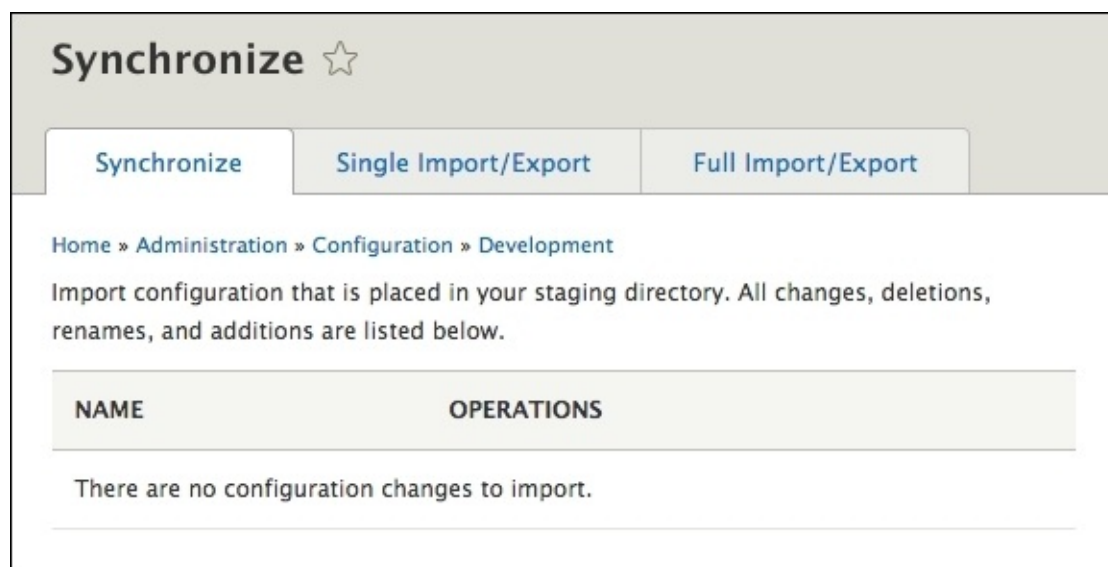 Synchronize
Synchronize Single Import/Export Full Import/Export
Home » Administration » Configuration » Development
Import configuration that is placed in your staging directory. All changes, deletions,
renames, and additions are listed below.
NAME OPERATIONS
There are no configuration changes to import.